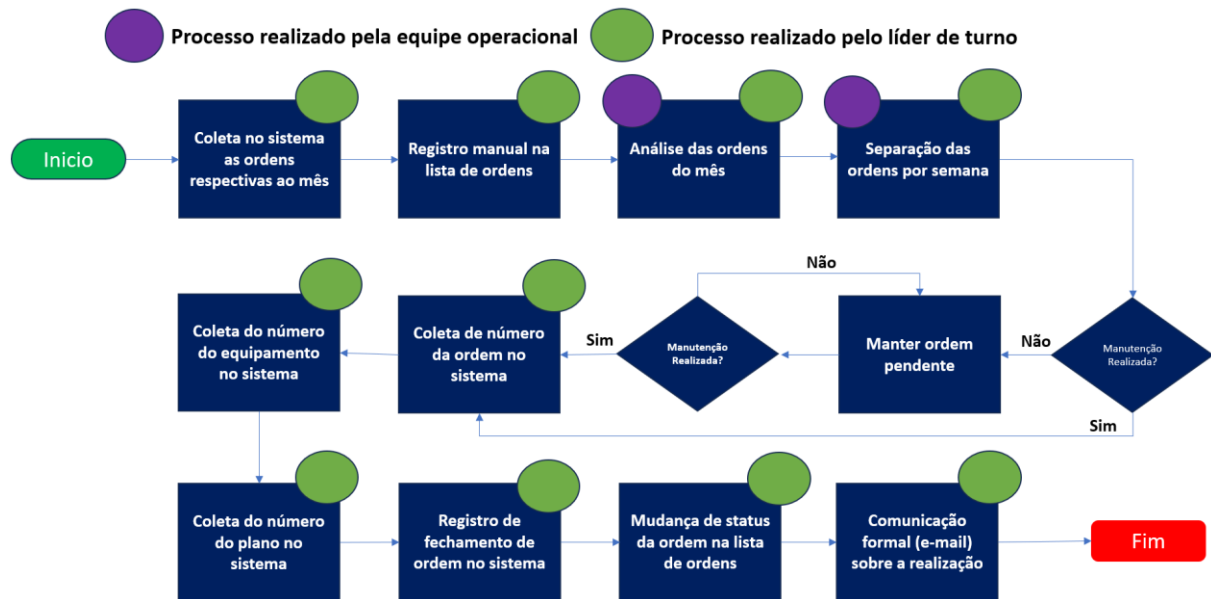 Processo realizado pela equipe operacional
Processo realizado pelo líder de turno
Inicio
Coleta no sistema
as ordens
respectivas ao mês
Registro manual na
lista de ordens
Análise das ordens
do mês
Separação das
ordens por semana
Manutenção
Realizada?
Não
Sim
Manter ordem
pendente
Não
Manutenção
Realizada?
Sim
Coleta de número
da ordem no
sistema
Coleta do número
do equipamento
no sistema
Coleta do número
do plano no
sistema
Registro de
fechamento de
ordem no sistema
Mudança de status
da ordem na lista
de ordens
Comunicação
formal (e-mail)
sobre a realização
Fim